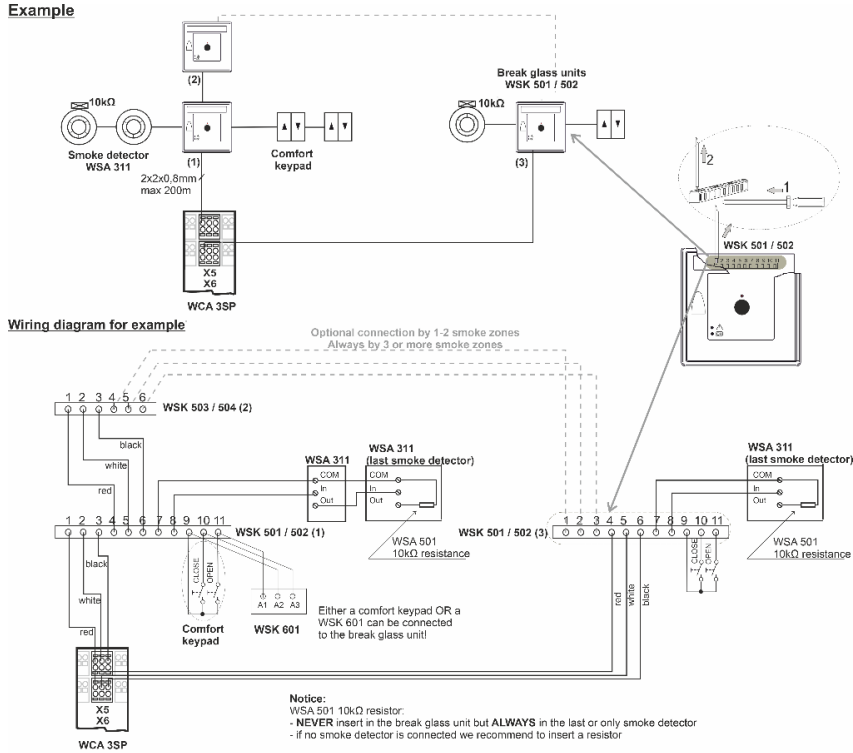 Example
(2)
Break glass units
WSK 501 / 502
10kΩ
10kΩ
Smoke detector
WSA 311
(1)
Comfort
keypad
(3)
2x2x0,8mm
max 200m
2
1
WSK 501 / 502
X5
X6
WCA 3SP
Wiring diagram for example
Optional connection by 1-2 smoke zones
Always by 3 or more smoke zones
1 2 3 4 5 6
WSK 503 / 504 (2)
black
white
red
WSA 311
WSA 311
(last smoke detector)
WSA 311
(last smoke detector)
COM
In
Out
COM
In
Out
COM
In
Out
1 2 3 4 5 6 7 8 9 10 11
WSK 501 / 502 (1)
WSK 501 / 502 (3)
1 2 3 4 5 6 7 8 9 10 11
WSA 501
10kΩ resistance
WSA 501
10kΩ resistance
black
white
red
CLOSE
OPEN
A1 A2 A3
Comfort
keypad
WSK 601
Either a comfort keypad OR a
WSK 601 can be connected
to the break glass unit!
red
white
black
CLOSE
OPEN
X5
X6
WCA 3SP
Notice:
WSA 501 10kΩ resistor:
- NEVER insert in the break glass unit but ALWAYS in the last or only smoke detector
- if no smoke detector is connected we recommend to insert a resistor